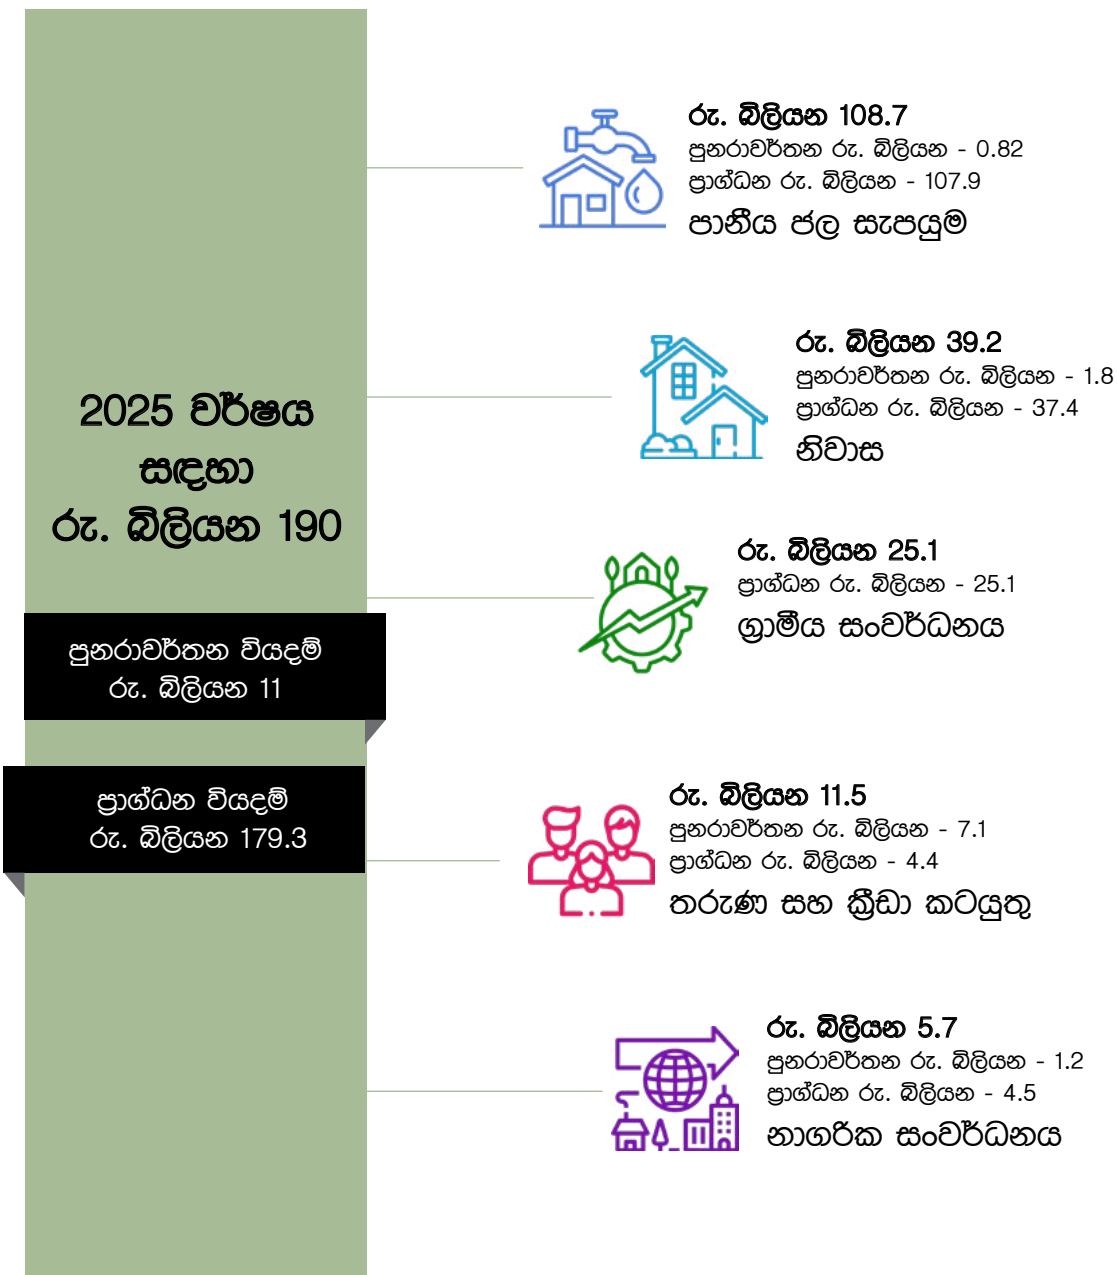 2025 වර්ෂය
සඳහා
රු. බිලියන 190
පුනරාවර්තන වියදම්
රු. බිලියන 11
ප්‍රාග්ධන වියදම්
රු. බිලියන 179.3
රු. බිලියන 108.7
පුනරාවර්තන රු. බිලියන - 0.82
ප්‍රාග්ධන රු. බිලියන - 107.9
පානීය ජල සැපයුම
රු. බිලියන 39.2
පුනරාවර්තන රු. බිලියන - 1.8
ප්‍රාග්ධන රු. බිලියන - 37.4
නිවාස
රු. බිලියන 25.1
ප්‍රාග්ධන රු. බිලියන - 25.1
ග්‍රාමීය සංවර්ධනය
රු. බිලියන 11.5
පුනරාවර්තන රු. බිලියන - 7.1
ප්‍රාග්ධන රු. බිලියන - 4.4
තරුණ සහ ක්‍රීඩා කටයුතු
රු. බිලියන 5.7
පුනරාවර්තන රු. බිලියන - 1.2
ප්‍රාග්ධන රු. බිලියන - 4.5
නාගරික සංවර්ධනය